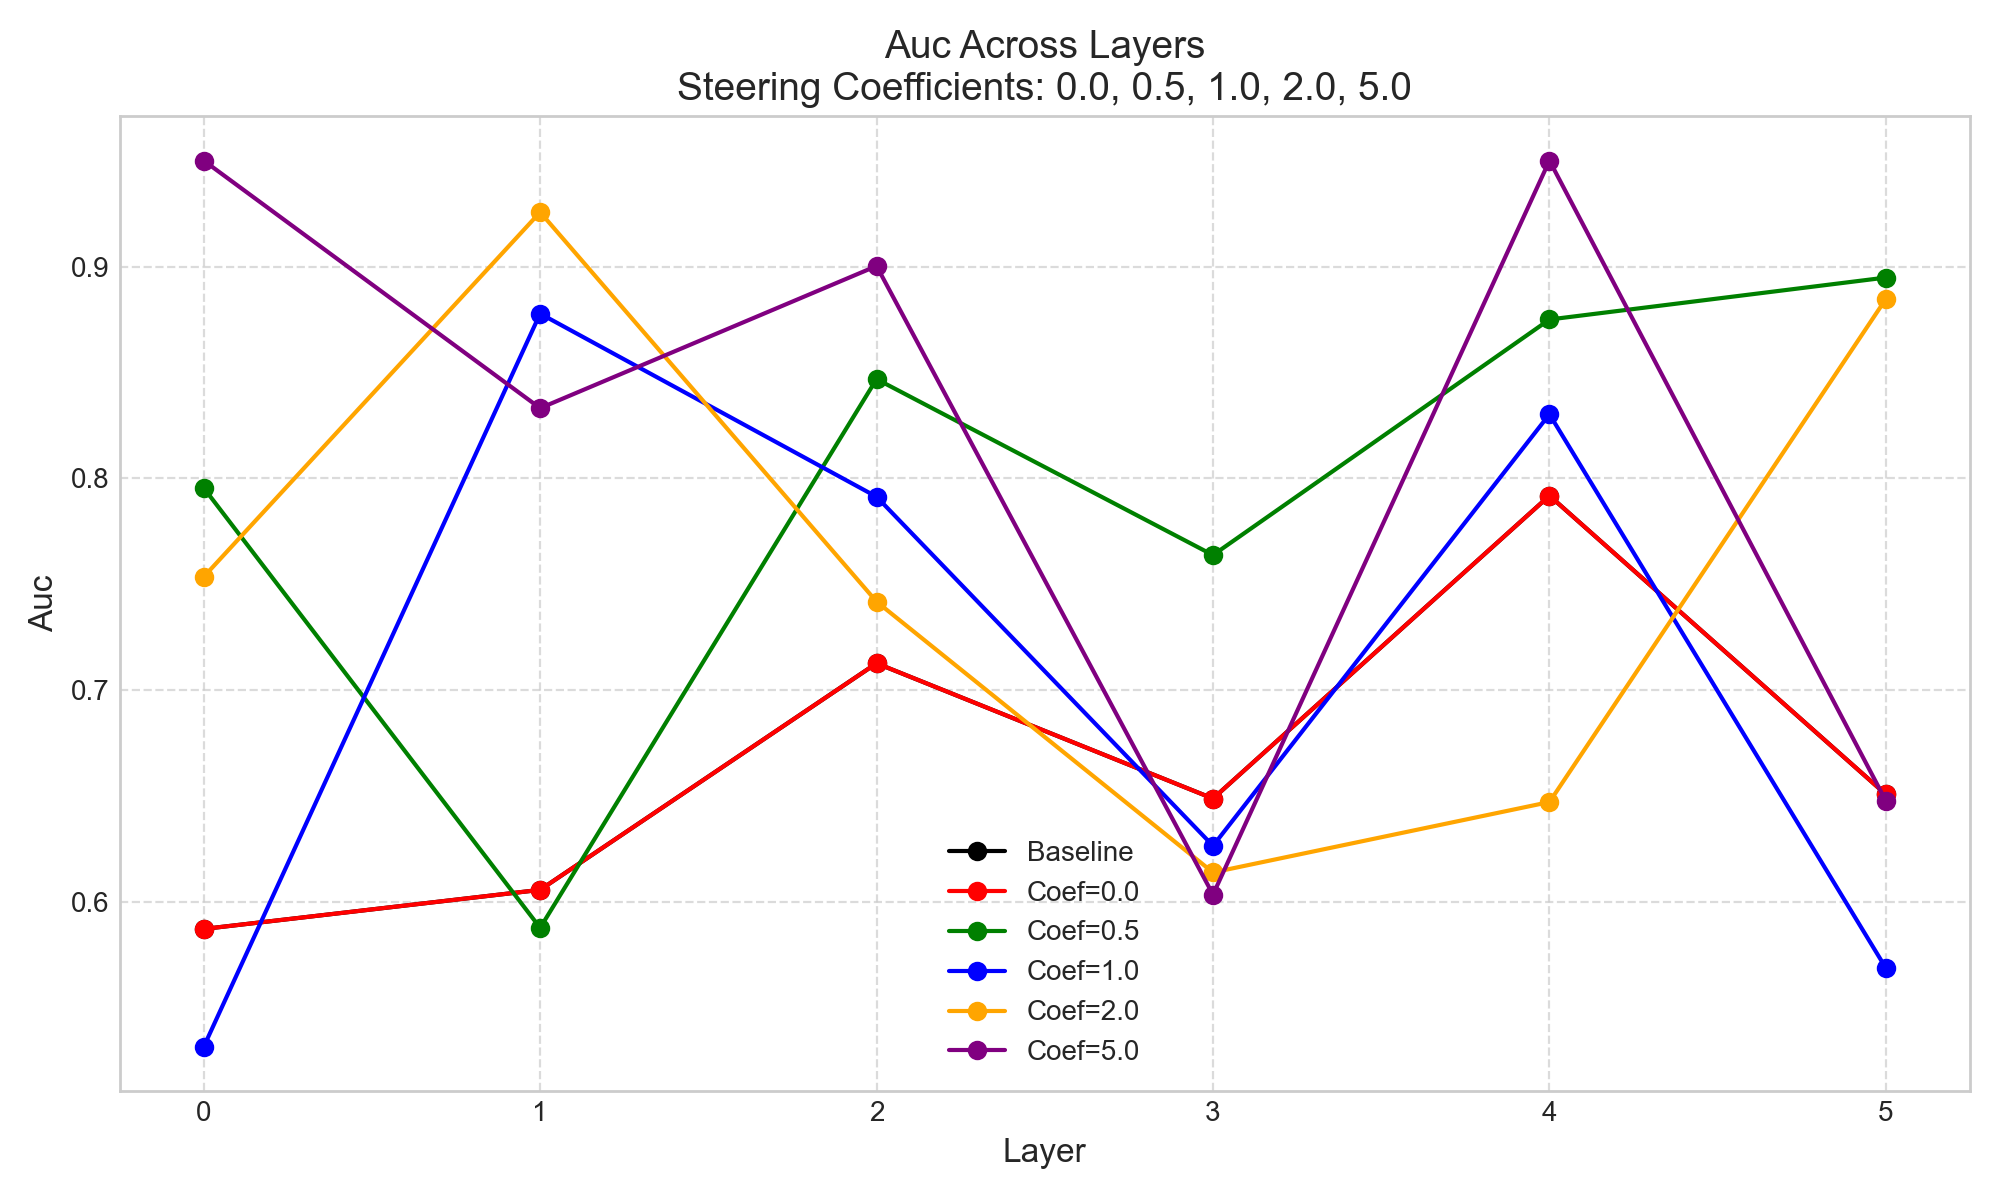 Auc Across Layers
Steering Coefficients: 0.0, 0.5, 1.0, 2.0, 5.0
Auc
0.9
0.8
0.7
0.6
Baseline
Coef=0.0
Coef=0.5
Coef=1.0
Coef=2.0
Coef=5.0
0 1 2 3 4 5
Layer